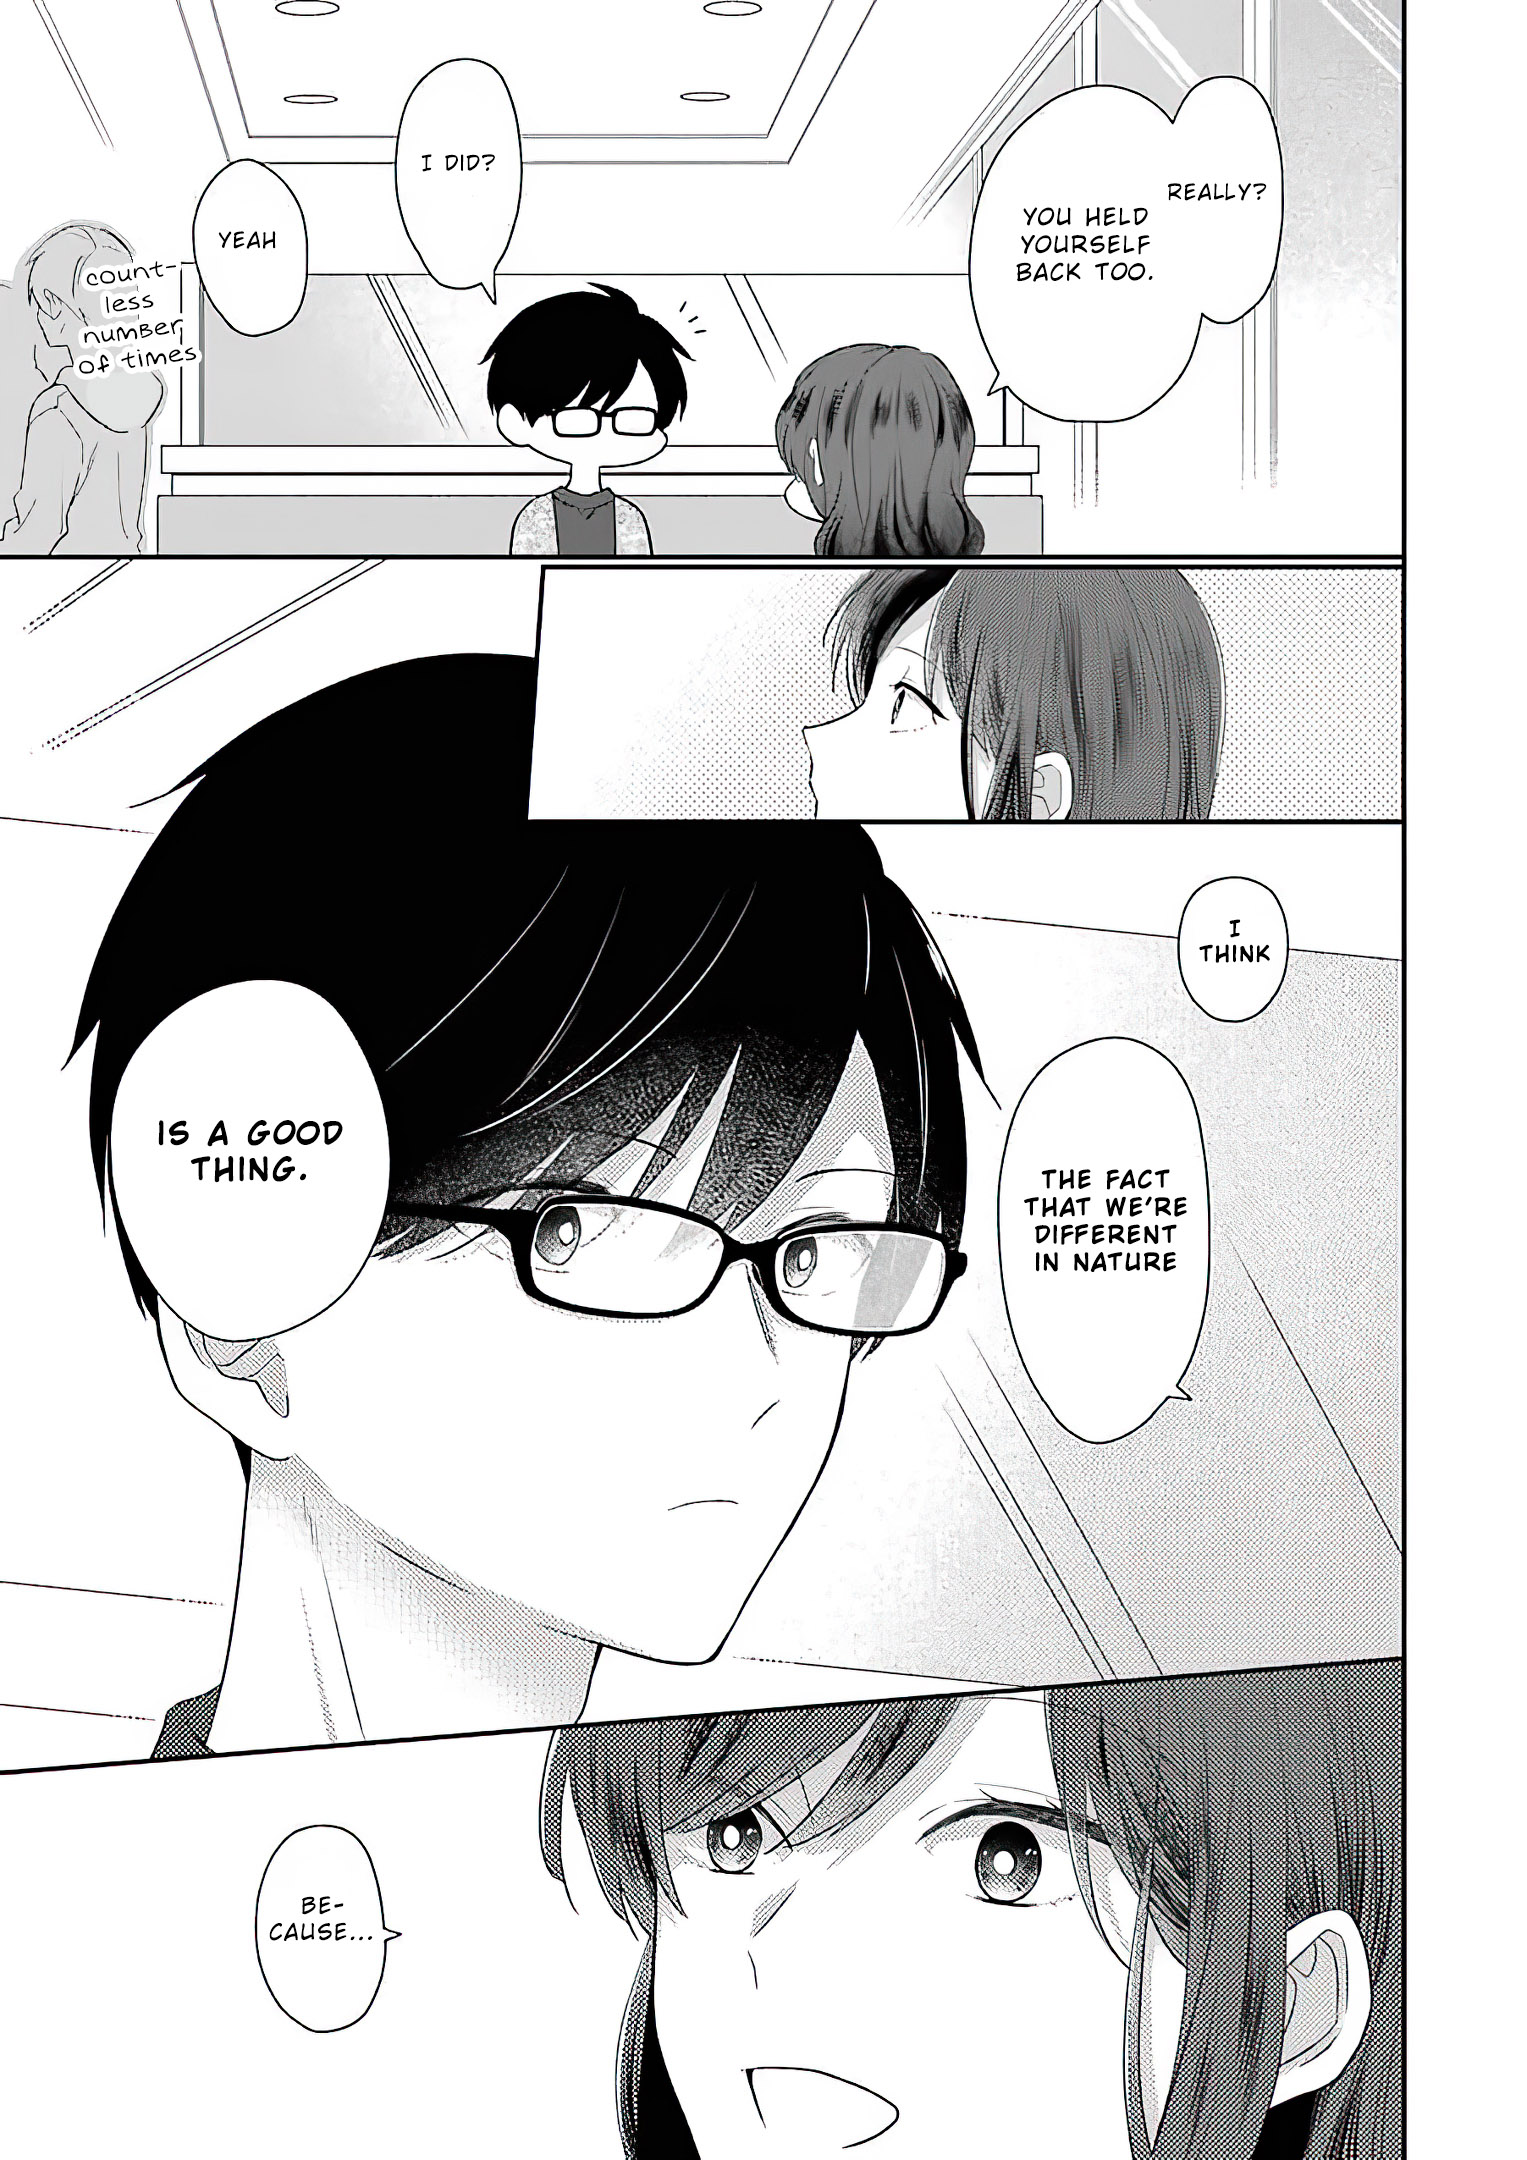 REALLY?
YOU HELD
YOURSELF
BACK TOO.
I DID?
YEAH
COUNT-
LESS
NUMBER
OF TIMES
I
THINK
THE FACT
THAT WE'RE
DIFFERENT
IN NATURE
IS A GOOD
THING.
BE-
CAUSE...